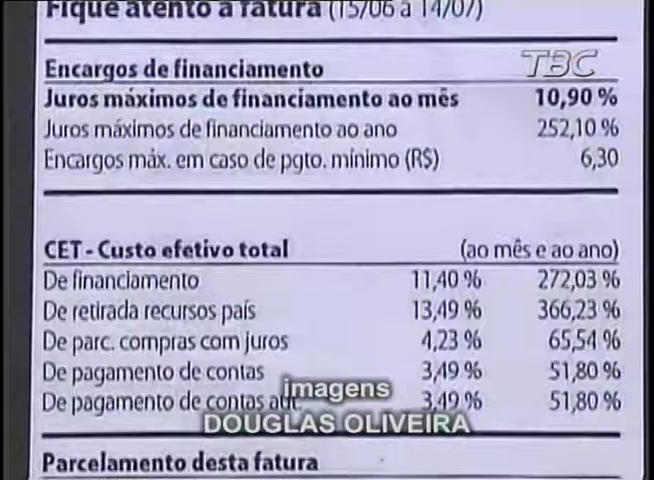 Fique atento à fatura (15/06 a 14/07)
TBC
Encargos de financiamento
Juros máximos de financiamento ao mês 10,90 %
Juros máximos de financiamento ao ano 252,10 %
Encargos máx. em caso de pgto. mínimo (R$) 6,30
CET - Custo efetivo total (ao mês e ao ano)
De financiamento 11,40 % 272,03 %
De retirada recursos país 13,49 % 366,23 %
De parc. compras com juros 4,23 % 65,54 %
De pagamento de contas 3,49 % 51,80 %
De pagamento de contas aut. 3,49 % 51,80 %
imagens
DOUGLAS OLIVEIRA
Parcelamento desta fatura